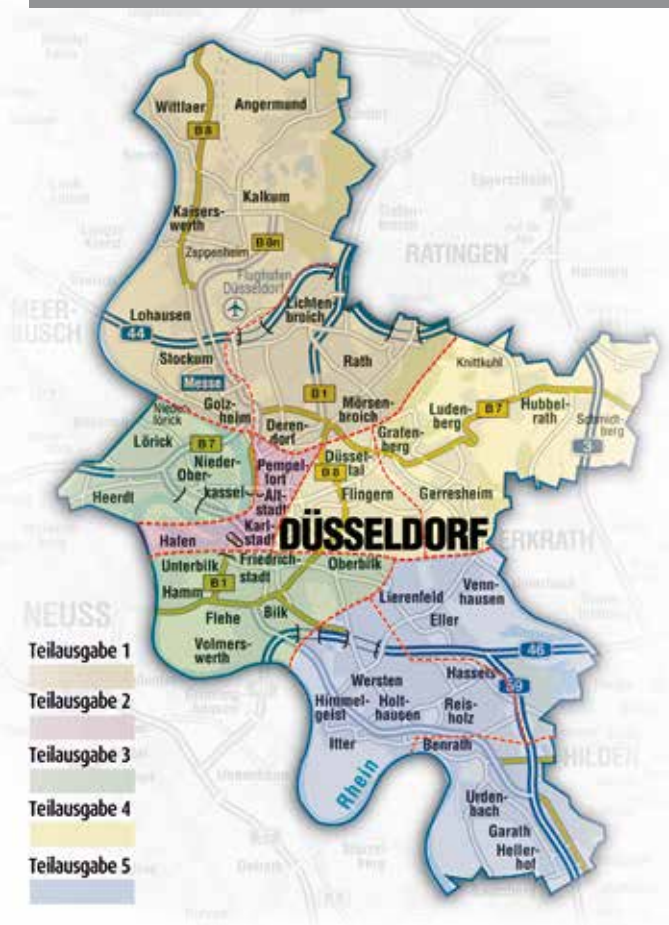 Wittlaer
Angermund
B 8
Kalkum
Kaisers-
werth
B 8n
Zeppenheim
RATINGEN
Flughafen
Düsseldorf
MEER-
BUSCH
Lichten-
broich
Lohausen
44
Stockum
Rath
Knittkuhl
Messe
B 1
Golz-
heim
Mörsen-
broich
Nieder-
lörick
Deren-
dorf
Grafen-
berg
Luden-
berg
B 7
Hubbel-
rath
Lörick
B 7
Nieder-
Ober-
kassel
Pempel-
fort
Düssel-
tal
B 8
3
Heerdt
Alt-
stadt
Flingern
Gerresheim
Karl-
stadt
Hafen
DÜSSELDORF
ERKRATH
Unterbilk
Friedrich-
stadt
Oberbilk
B 1
Hamm
Lierenfeld
Venn-
hausen
NEUSS
Flehe
Bilk
Eller
Volmers-
werth
46
Teilausgabe 1
Wersten
Hassels
59
Teilausgabe 2
Himmel-
geist
Holt-
hausen
Reis-
holz
Itter
Benrath
HILDEN
Teilausgabe 3
Rhein
Teilausgabe 4
Urden-
bach
Garath
Teilausgabe 5
Heller-
hof